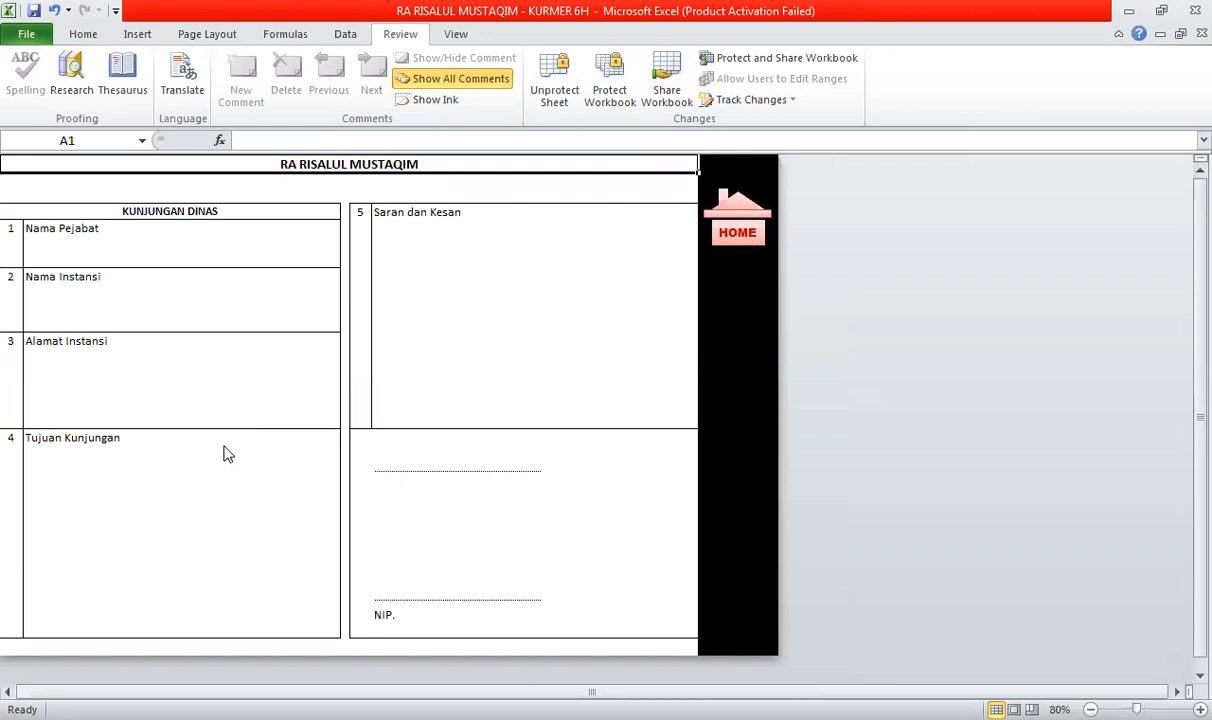 RA RISALUL MUSTAQIM - KURMER 6H - Microsoft Excel (Product Activation Failed)
File Home Insert Page Layout Formulas Data Review View
ABC
Spelling Research Thesaurus
Proofing
Translate
Language
New Comment Delete Previous Next
Show/Hide Comment
Show All Comments
Show Ink
Comments
Unprotect Sheet Protect Workbook Share Workbook
Protect and Share Workbook
Allow Users to Edit Ranges
Track Changes
Changes
A1 fx
RA RISALUL MUSTAQIM
HOME
KUNJUNGAN DINAS
1 Nama Pejabat
2 Nama Instansi
3 Alamat Instansi
4 Tujuan Kunjungan
5 Saran dan Kesan
NIP.
Ready
80%